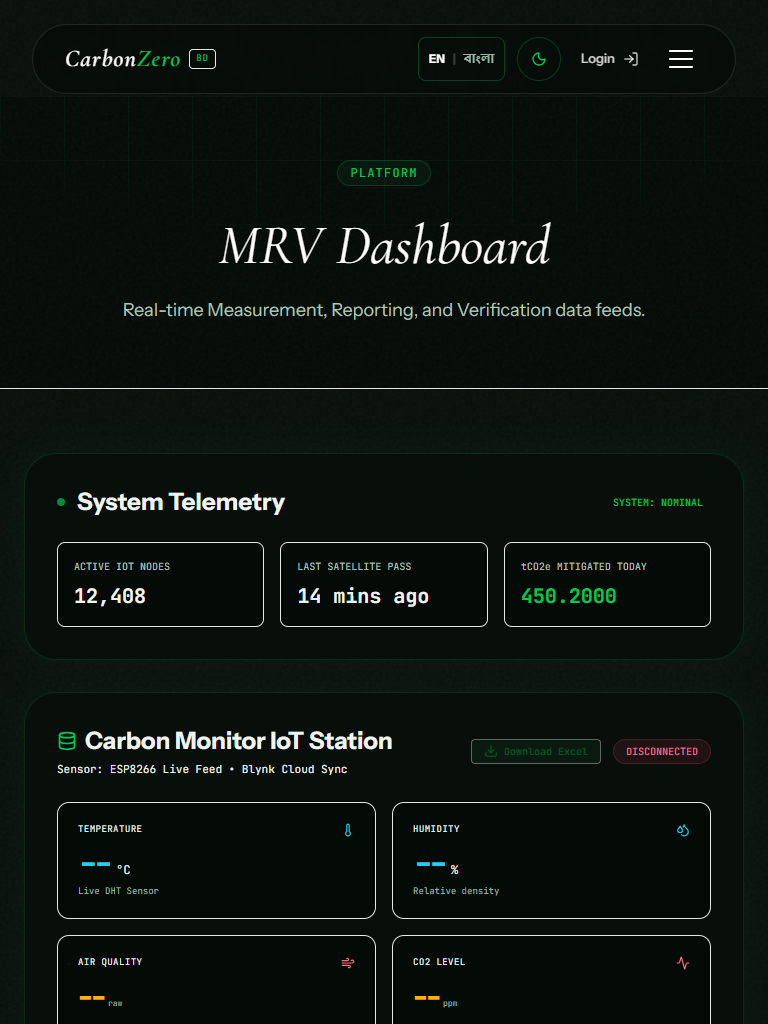 CarbonZero BD
EN | বাংলা
Login
PLATFORM
MRV Dashboard
Real-time Measurement, Reporting, and Verification data feeds.
System Telemetry
SYSTEM: NOMINAL
ACTIVE IOT NODES
12,408
LAST SATELLITE PASS
14 mins ago
tCO2e MITIGATED TODAY
450.2000
Carbon Monitor IoT Station
Sensor: ESP8266 Live Feed • Blynk Cloud Sync
Download Excel
DISCONNECTED
TEMPERATURE
-- °C
Live DHT Sensor
HUMIDITY
-- %
Relative density
AIR QUALITY
-- raw
CO2 LEVEL
-- ppm